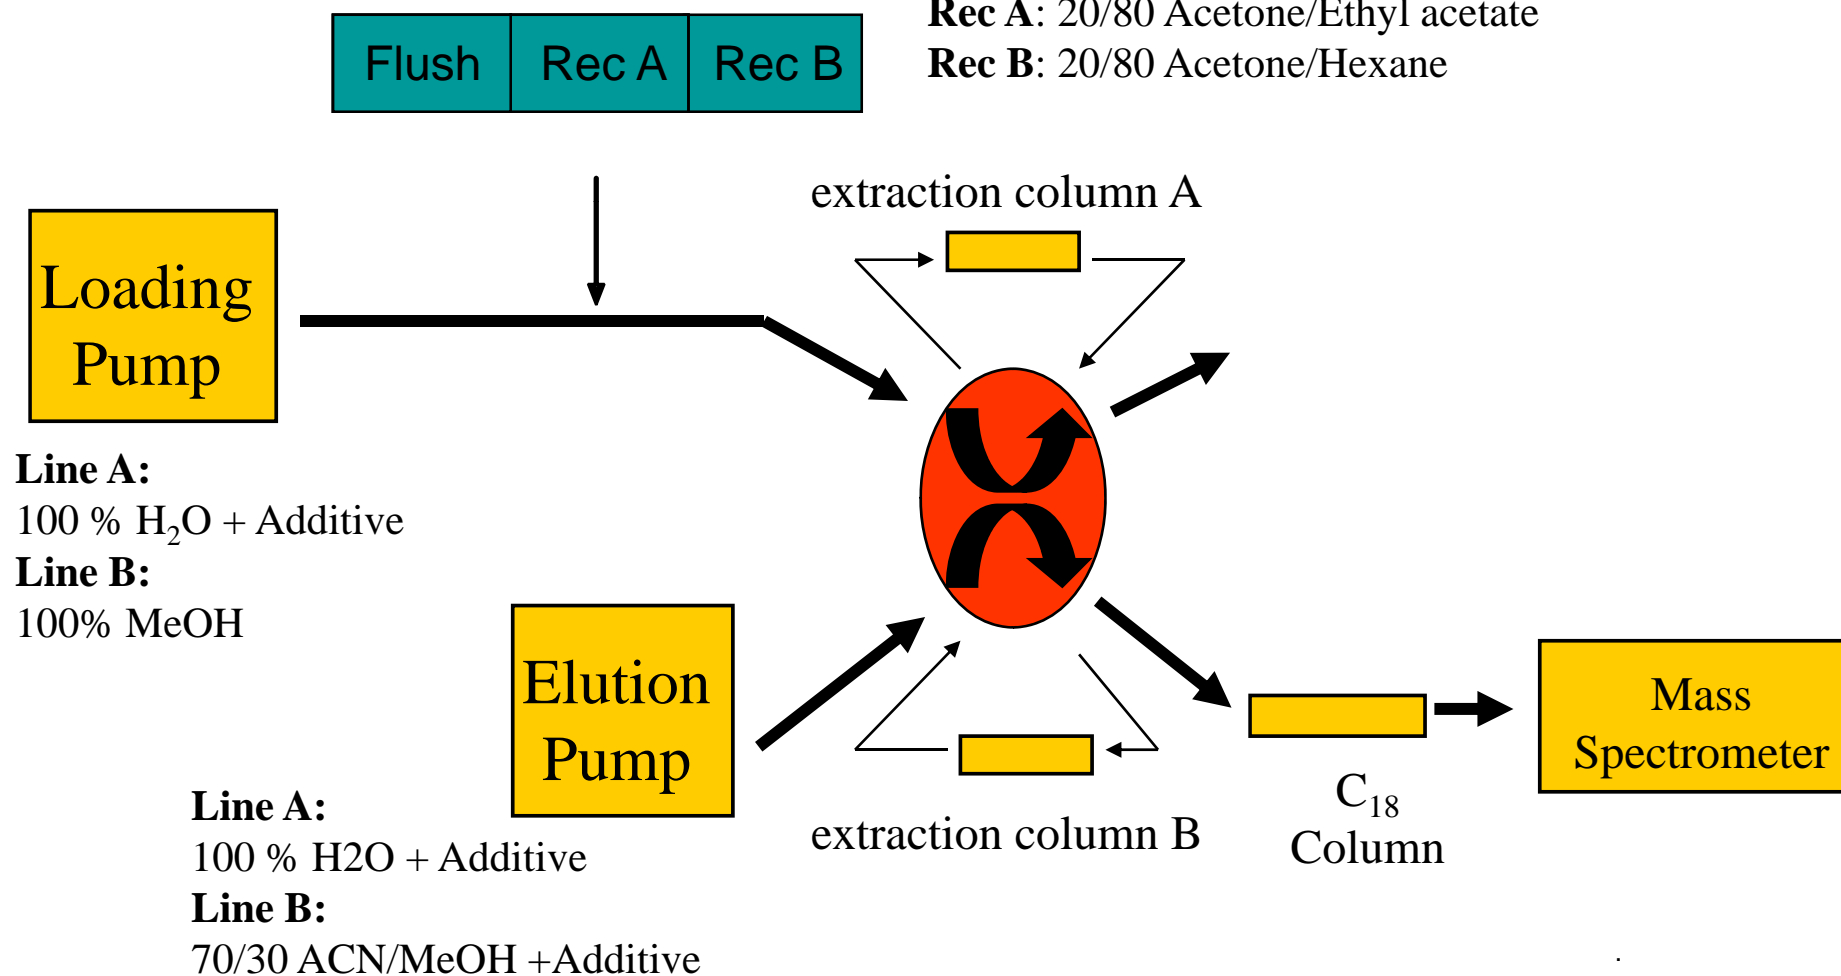 Rec A: 20/80 Acetone/Ethyl acetate
Rec B: 20/80 Acetone/Hexane
Flush Rec A Rec B
extraction column A
Loading
Pump
Line A:
100 % H₂O + Additive
Line B:
100% MeOH
Elution
Pump
Line A:
100 % H2O + Additive
Line B:
70/30 ACN/MeOH +Additive
extraction column B
C₁₈
Column
Mass
Spectrometer